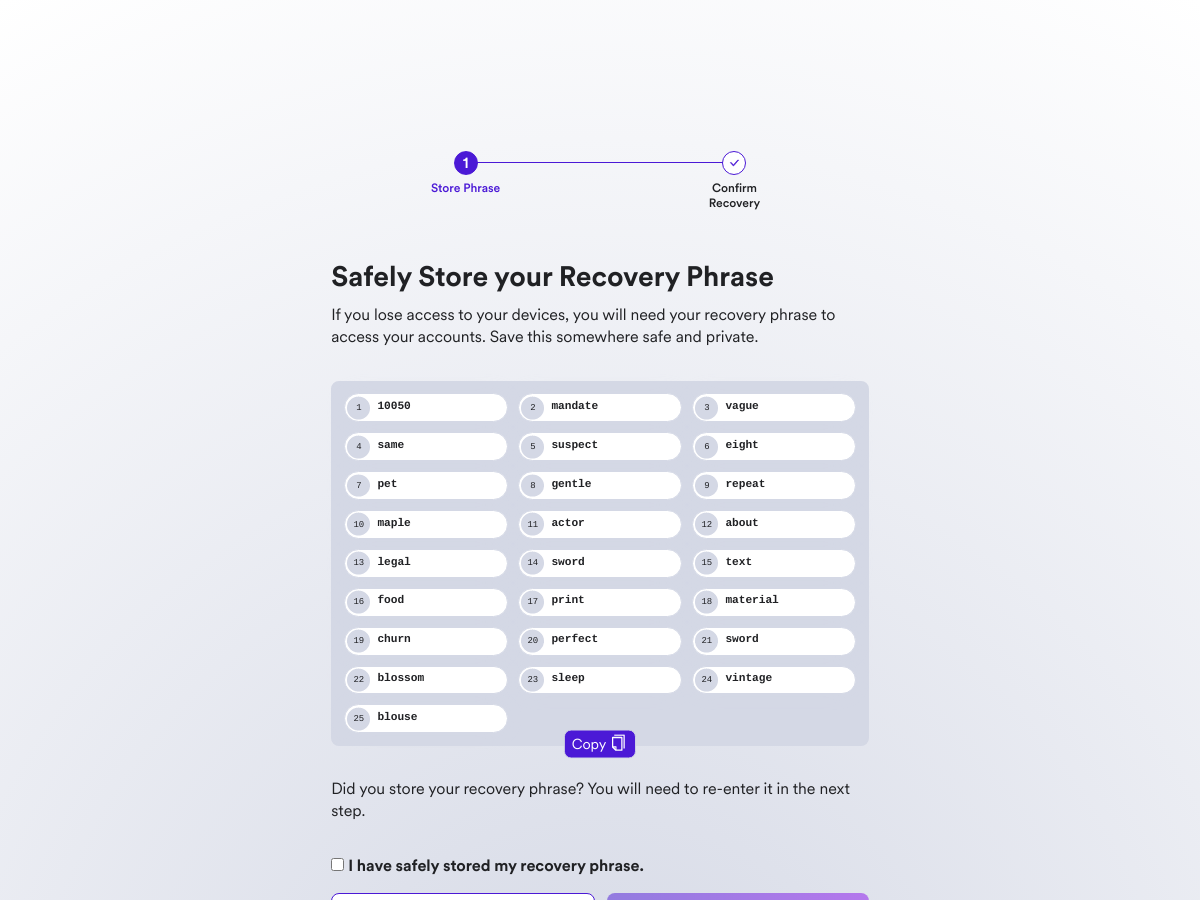 1
Store Phrase
Confirm
Recovery
Safely Store your Recovery Phrase
If you lose access to your devices, you will need your recovery phrase to
access your accounts. Save this somewhere safe and private.
1 10050 2 mandate 3 vague
4 same 5 suspect 6 eight
7 pet 8 gentle 9 repeat
10 maple 11 actor 12 about
13 legal 14 sword 15 text
16 food 17 print 18 material
19 churn 20 perfect 21 sword
22 blossom 23 sleep 24 vintage
25 blouse
Copy
Did you store your recovery phrase? You will need to re-enter it in the next
step.
I have safely stored my recovery phrase.